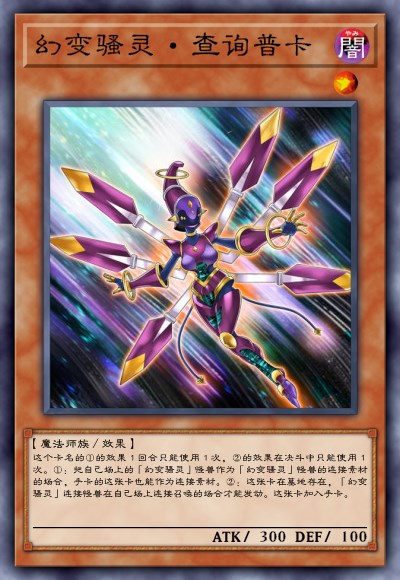 幻变骚灵·查询普卡
やみ
闇
【魔法师族／效果】
这个卡名的①的效果1回合只能使用1次，②的效果在决斗中只能使用1
次。①：把自己场上的「幻变骚灵」怪兽作为「幻变骚灵」怪兽的连接素材
的场合，手卡的这张卡也能作为连接素材。②：这张卡在墓地存在，「幻变
骚灵」连接怪兽在自己场上连接召唤的场合才能发动。这张卡加入手卡。
ATK/ 300 DEF/ 100